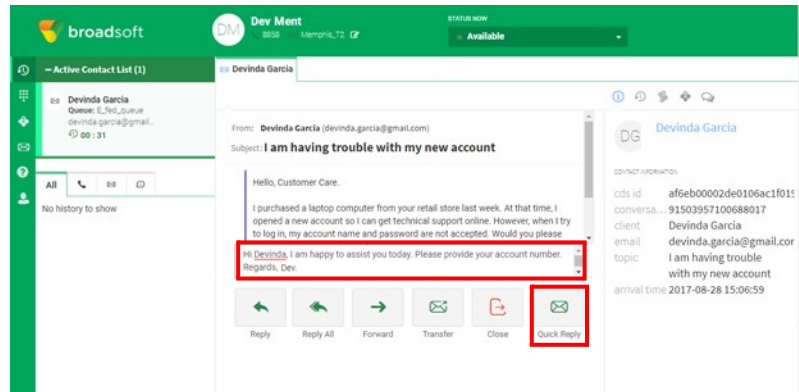 broadsoft
DM
Dev Ment
8858 Memphis_72
STATUS NOW
Available
Active Contact List (1)
Devinda Garcia
Queue: E_fed_queue
devinda.garcia@gmail...
00 : 31
All
No history to show
Devinda Garcia
From: Devinda Garcia (devinda.garcia@gmail.com)
Subject: I am having trouble with my new account
Hello, Customer Care.
I purchased a laptop computer from your retail store last week. At that time, I
opened a new account so I can get technical support online. However, when I try
to log in, my account name and password are not accepted. Would you please
Hi Devinda, I am happy to assist you today. Please provide your account number.
Regards, Dev.
Reply
Reply All
Forward
Transfer
Close
Quick Reply
DG
Devinda Garcia
CONTACT INFORMATION
cds id af6eb00002de0106ac1f019
conversa... 91503957100688017
client Devinda Garcia
email devinda.garcia@gmail.cor
topic I am having trouble
with my new account
arrival time 2017-08-28 15:06:59